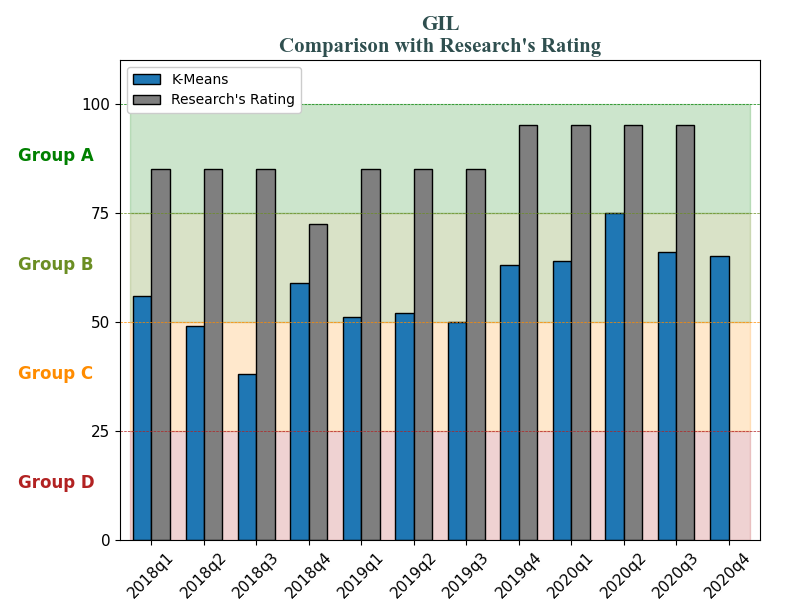 GIL
Comparison with Research's Rating
K-Means
Research's Rating
100
Group A
75
Group B
50
Group C
25
Group D
0
2018q1
2018q2
2018q3
2018q4
2019q1
2019q2
2019q3
2019q4
2020q1
2020q2
2020q3
2020q4